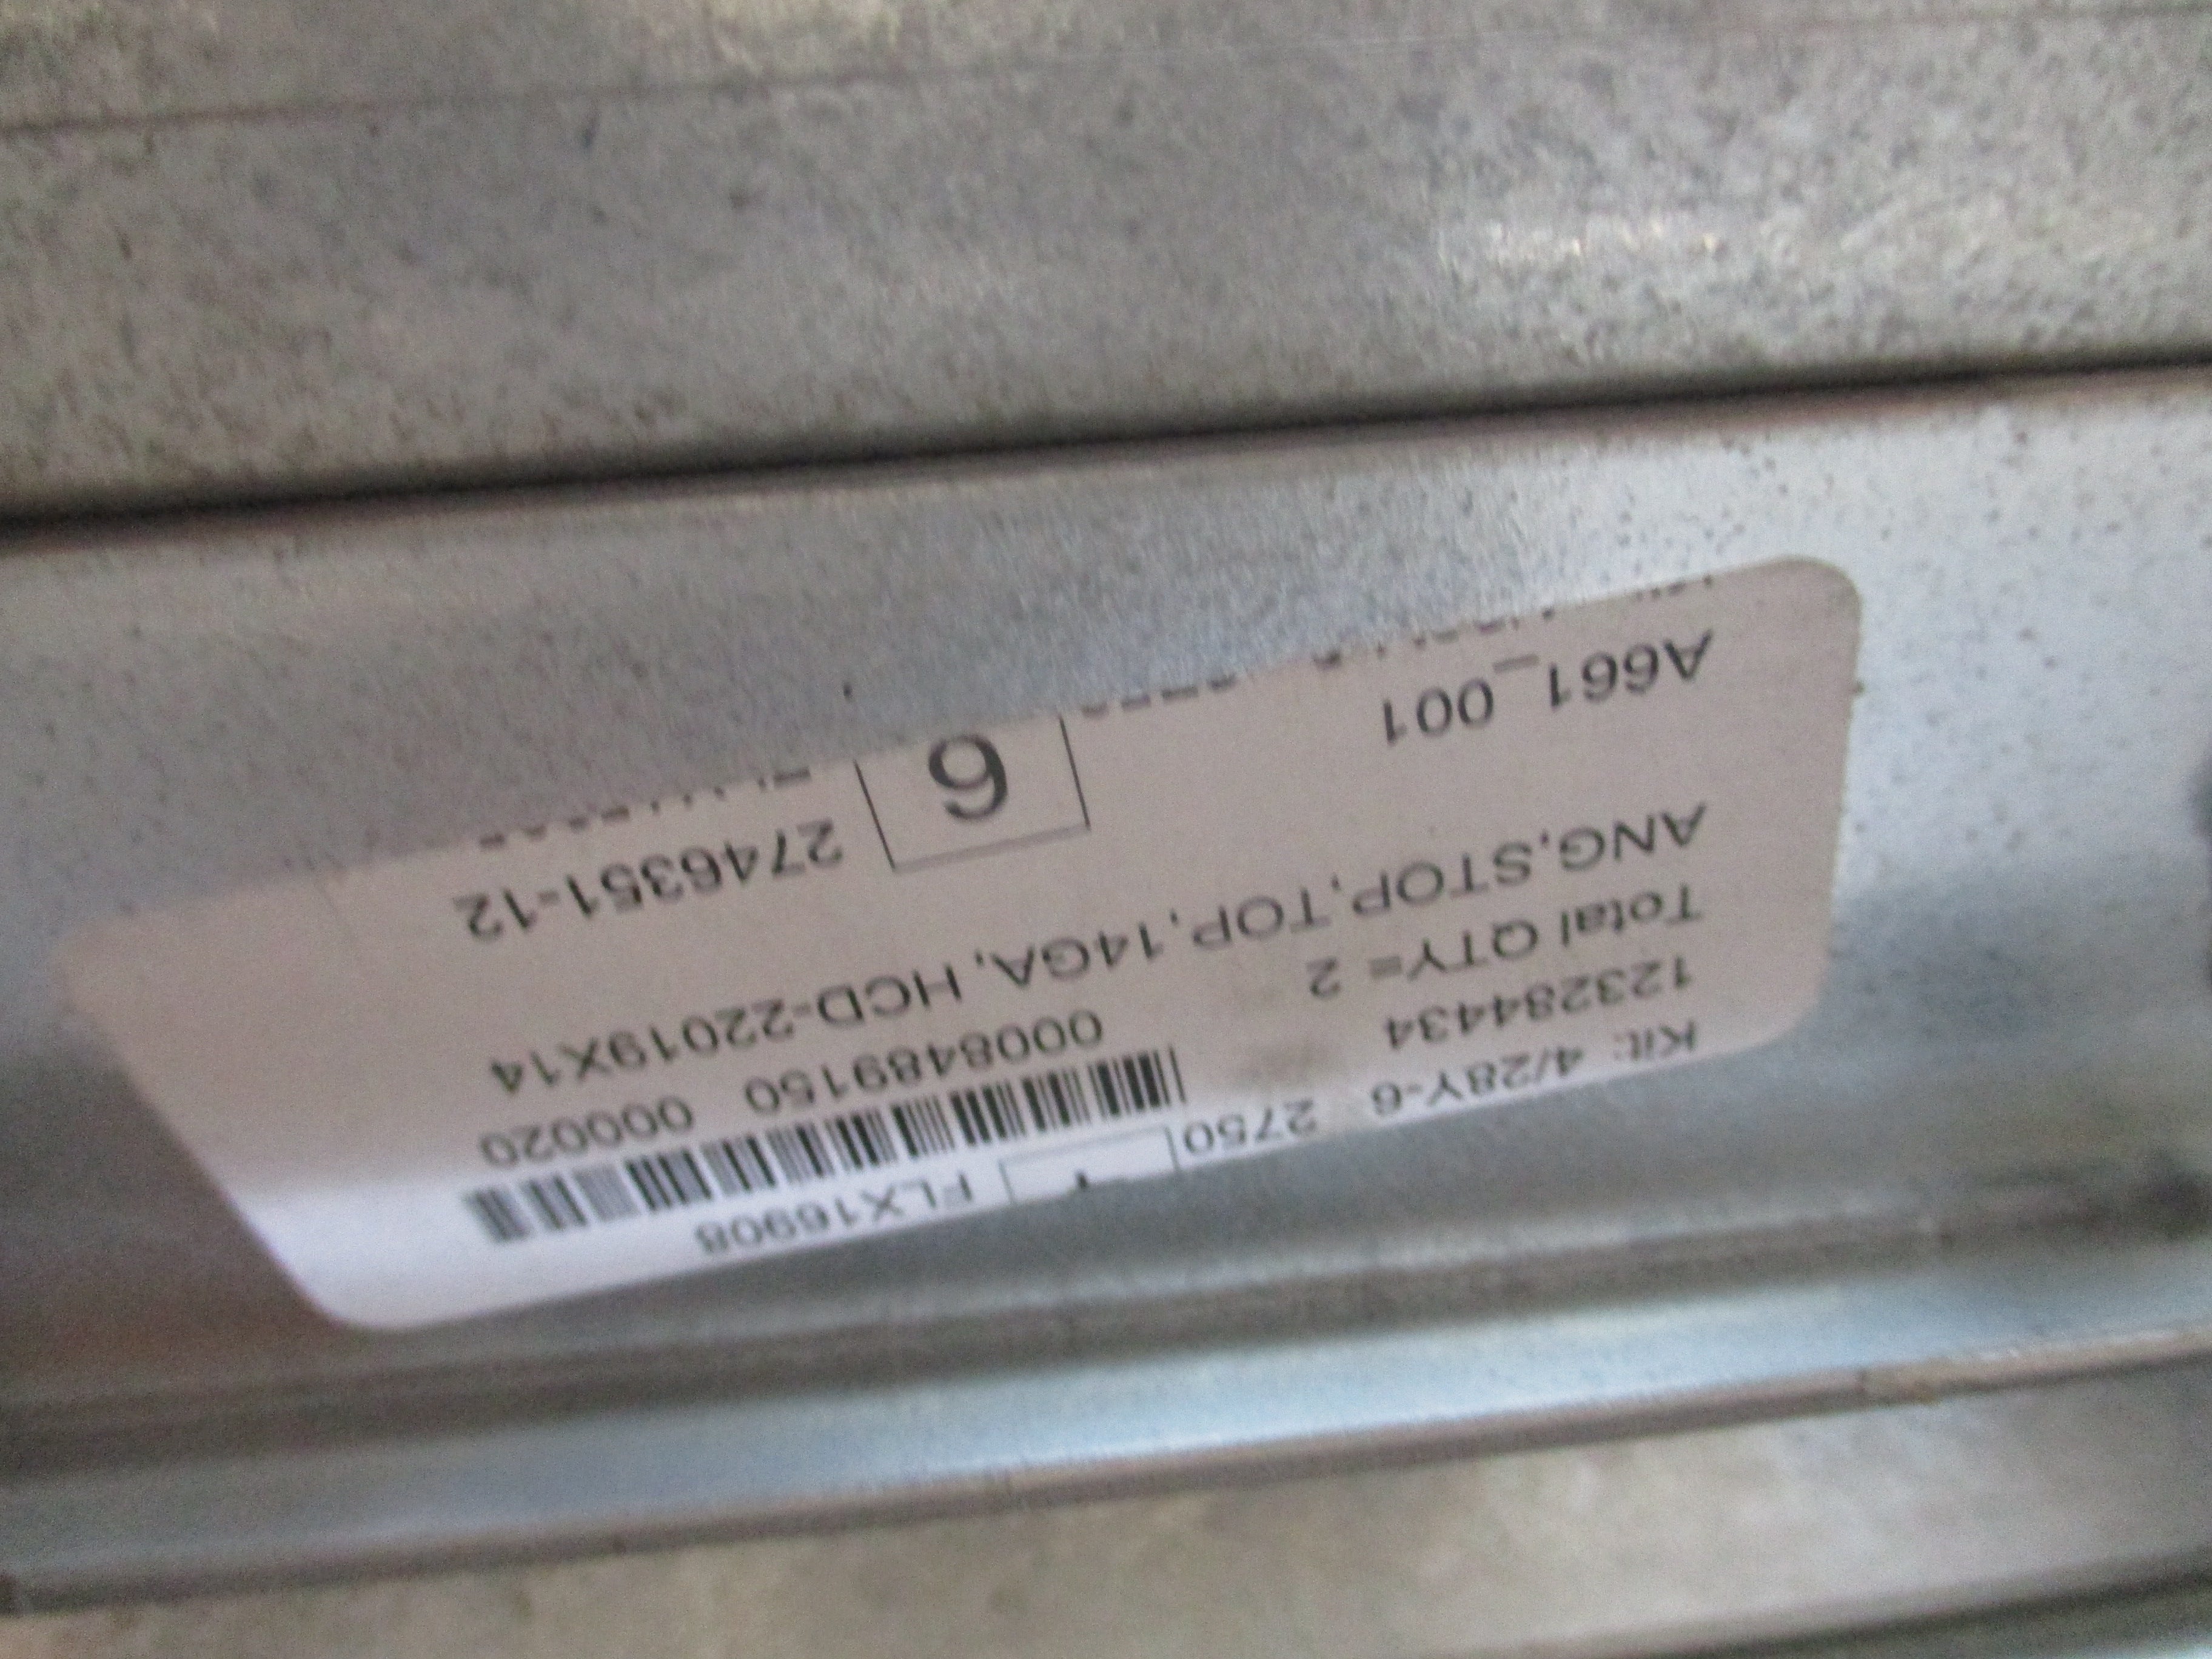 Kit: 4/28Y-6 2750 FLX16908
123284434
Total QTY= 2 0008489150 000020
ANG,STOP,TOP,14GA, HCD-22019X14
A661_001 6 2746351-12